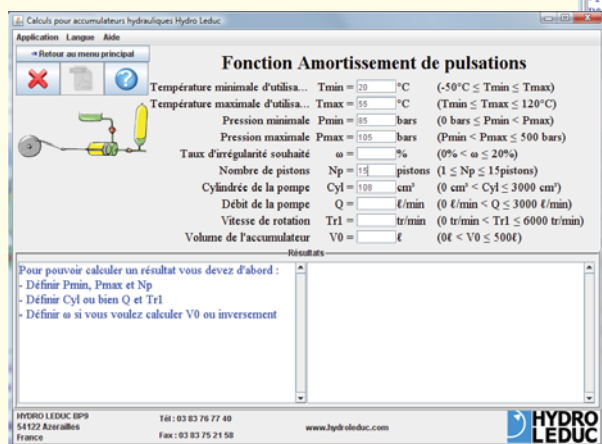 Calculs pour accumulateurs hydrauliques Hydro Leduc
Application Langue Aide
Retour au menu principal
Fonction Amortissement de pulsations
Température minimale d'utilisa... Tmin = 20 °C (-50°C ≤ Tmin ≤ Tmax)
Température maximale d'utilisa... Tmax = 55 °C (Tmin ≤ Tmax ≤ 120°C)
Pression minimale Pmin = 85 bars (0 bars ≤ Pmin < Pmax)
Pression maximale Pmax = 105 bars (Pmin < Pmax ≤ 500 bars)
Taux d'irrégularité souhaité ω = % (0% < ω ≤ 20%)
Nombre de pistons Np = 15 pistons (1 ≤ Np ≤ 15pistons)
Cylindrée de la pompe Cyl = 108 cm³ (0 cm³ < Cyl ≤ 3000 cm³)
Débit de la pompe Q = ℓ/min (0 ℓ/min < Q ≤ 3000 ℓ/min)
Vitesse de rotation Tr1 = tr/min (0 tr/min < Tr1 ≤ 6000 tr/min)
Volume de l'accumulateur V0 = ℓ (0ℓ < V0 ≤ 500ℓ)
Résultats
Pour pouvoir calculer un résultat vous devez d'abord :
- Définir Pmin, Pmax et Np
- Définir Cyl ou bien Q et Tr1
- Définir ω si vous voulez calculer V0 ou inversement
HYDRO LEDUC BP9
54122 Azerailles
France
Tél : 03 83 76 77 40
Fax : 03 83 75 21 58
www.hydroleduc.com
HYDRO
LEDUC